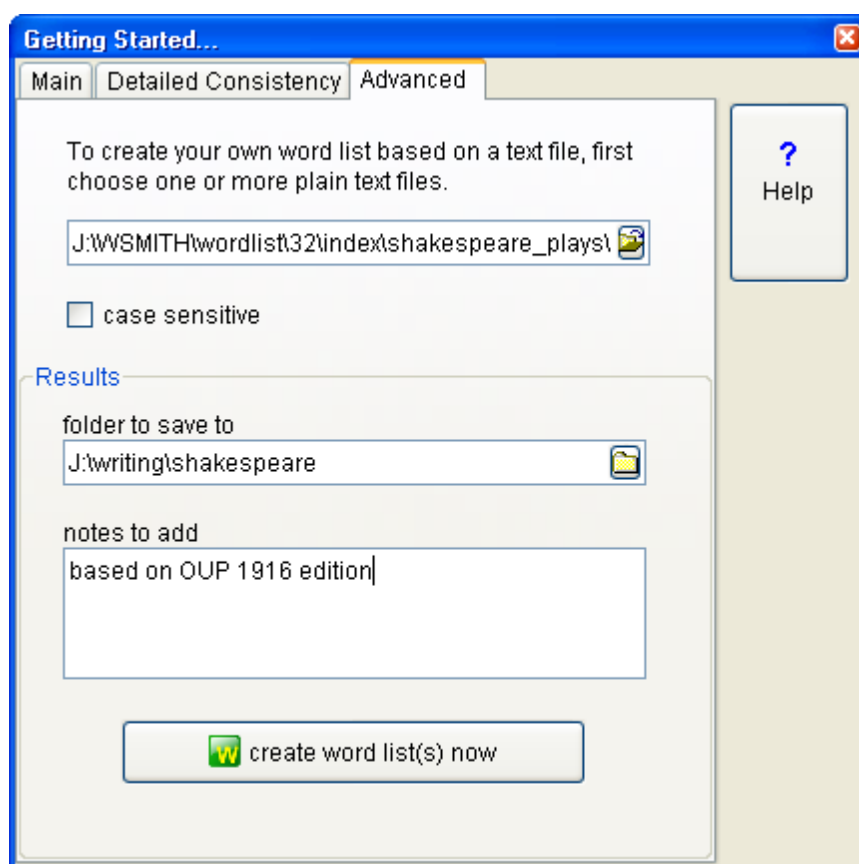 Getting Started...
Main Detailed Consistency Advanced
To create your own word list based on a text file, first
choose one or more plain text files.
?
Help
J:\WSMITH\wordlist\32\index\shakespeare_plays\
case sensitive
Results
folder to save to
J:\writing\shakespeare
notes to add
based on OUP 1916 edition
W create word list(s) now